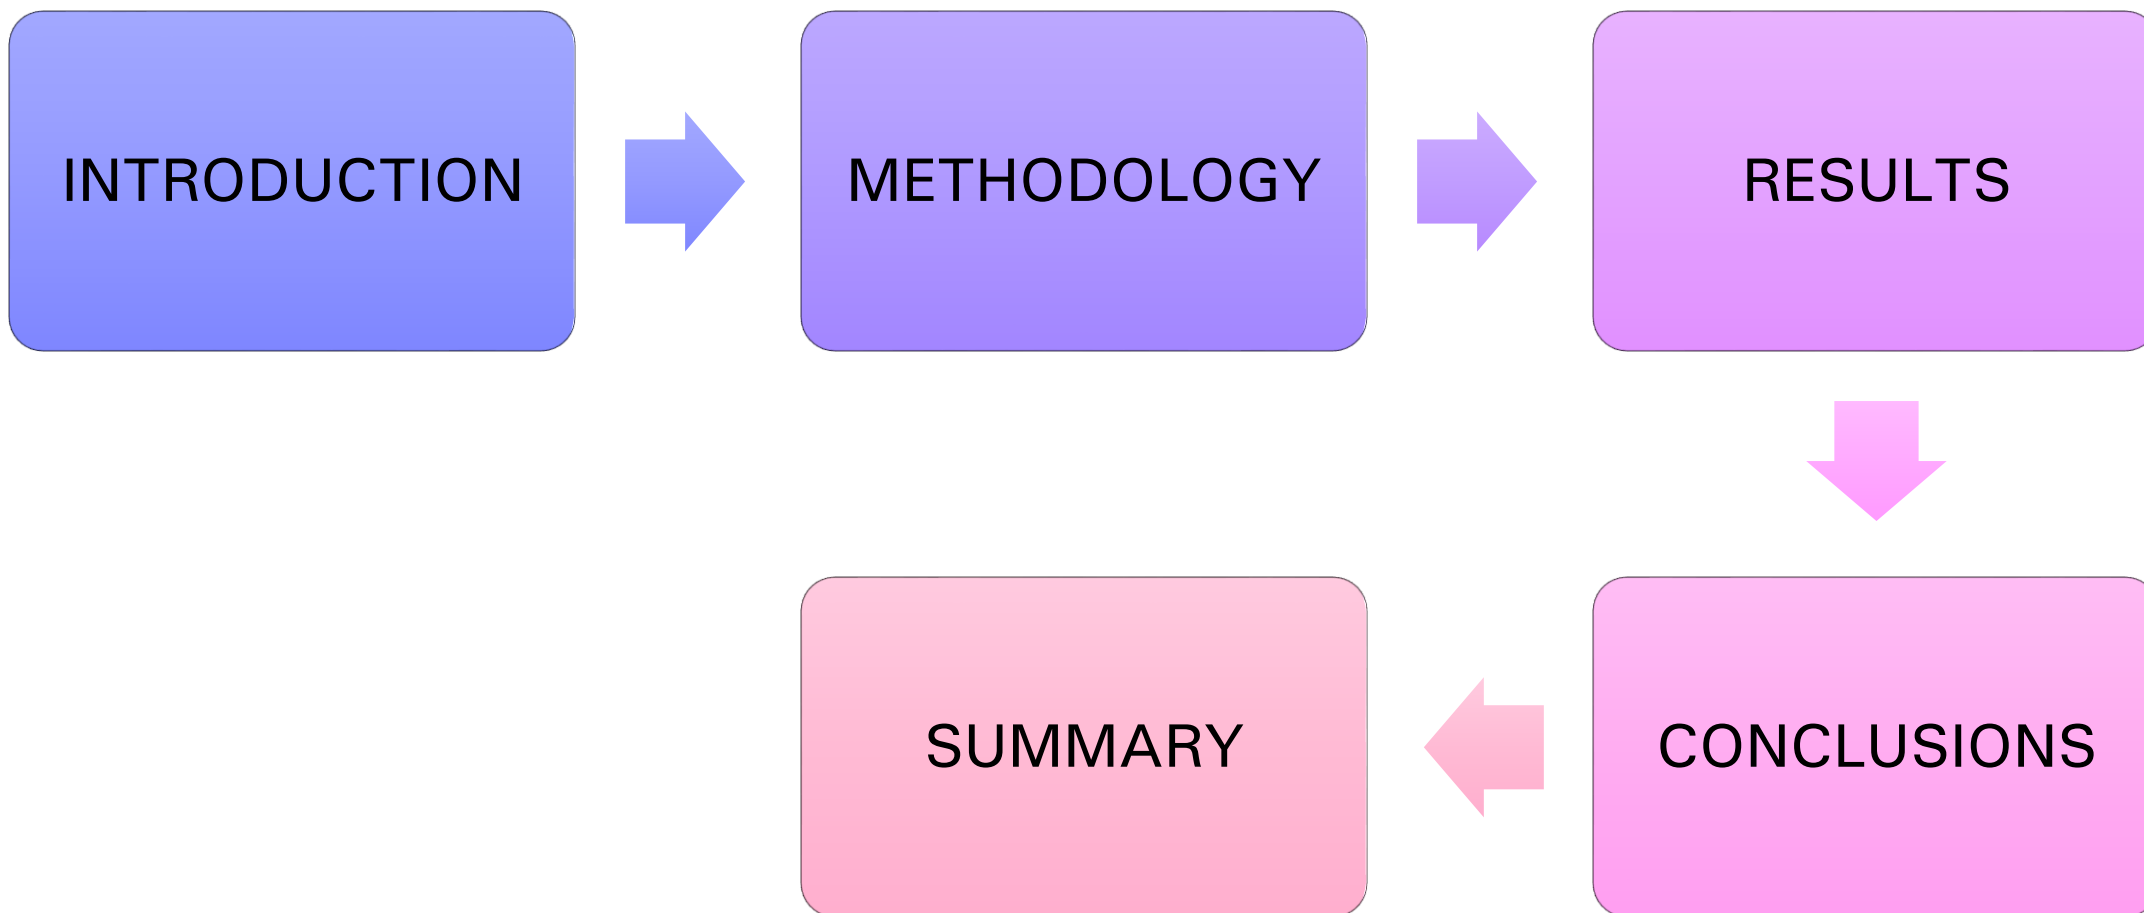 INTRODUCTION
METHODOLOGY
RESULTS
CONCLUSIONS
SUMMARY